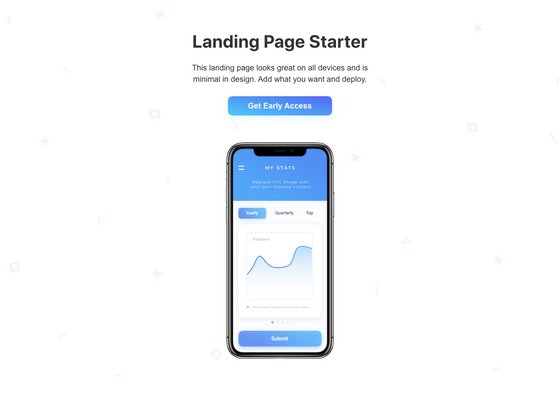 Landing Page Starter
This landing page looks great on all devices and is
minimal in design. Add what you want and deploy.
Get Early Access
MY STATS
Replace this image with
your own mockup content
Yearly Quarterly Top
Visitors
Submit